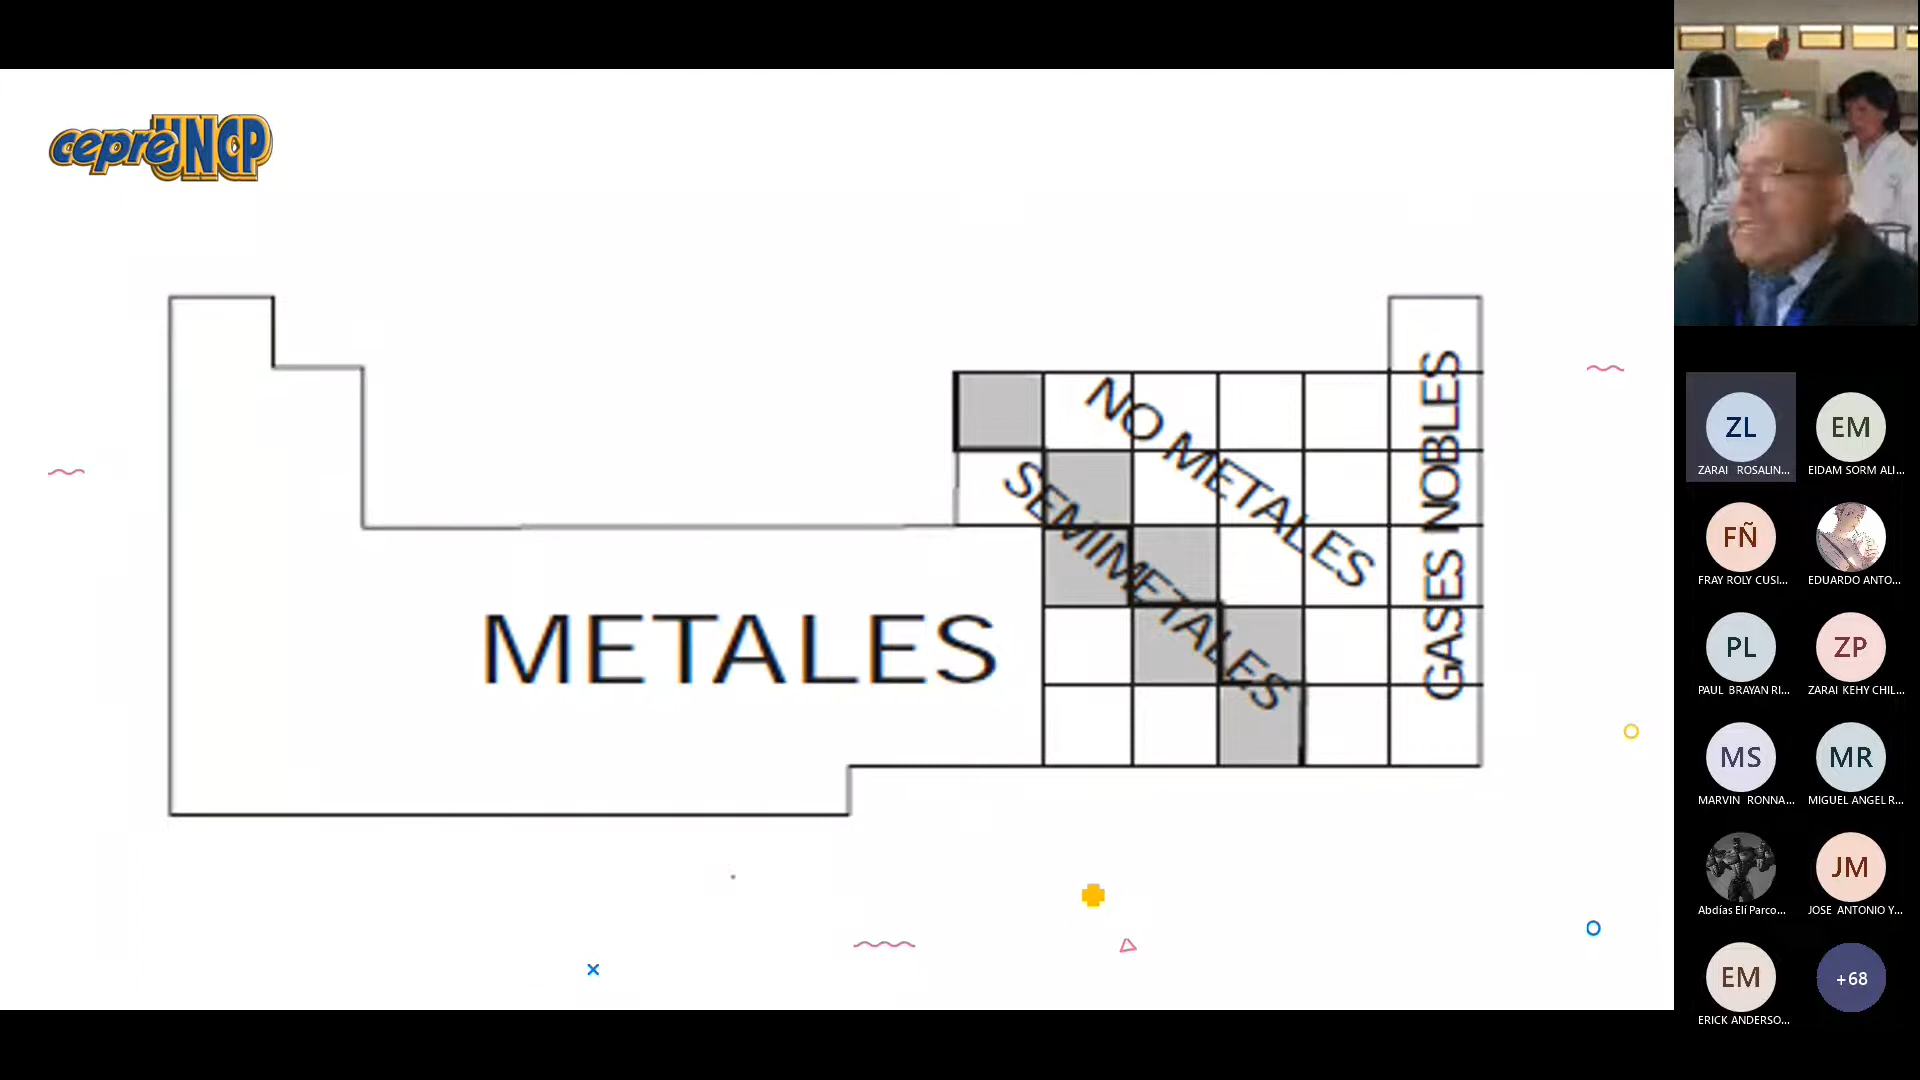 cepreUNCP
NO METALES
SEMIMETALES
GASES NOBLES
METALES
ZL
ZARAI ROSALIN...
EM
EIDAM SORM ALI...
FÑ
FRAY ROLY CUSI...
EDUARDO ANTO...
PL
PAUL BRAYAN RI...
ZP
ZARAI KEHY CHIL...
MS
MARVIN RONNA...
MR
MIGUEL ANGEL R...
Abdías Elí Parco...
JM
JOSE ANTONIO Y...
EM
ERICK ANDERSO...
+68